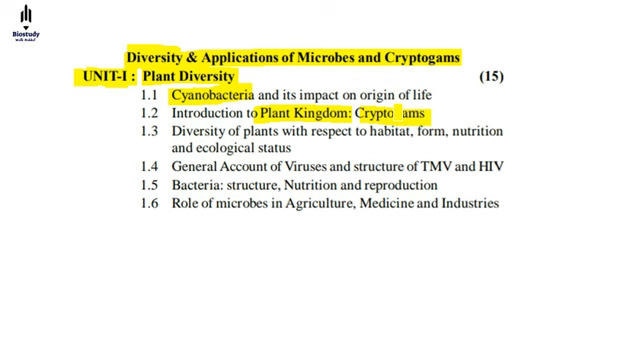 Biostudy
Diversity & Applications of Microbes and Cryptogams
UNIT-I : Plant Diversity (15)
1.1 Cyanobacteria and its impact on origin of life
1.2 Introduction to Plant Kingdom: Crypto ams
1.3 Diversity of plants with respect to habitat, form, nutrition
and ecological status
1.4 General Account of Viruses and structure of TMV and HIV
1.5 Bacteria: structure, Nutrition and reproduction
1.6 Role of microbes in Agriculture, Medicine and Industries